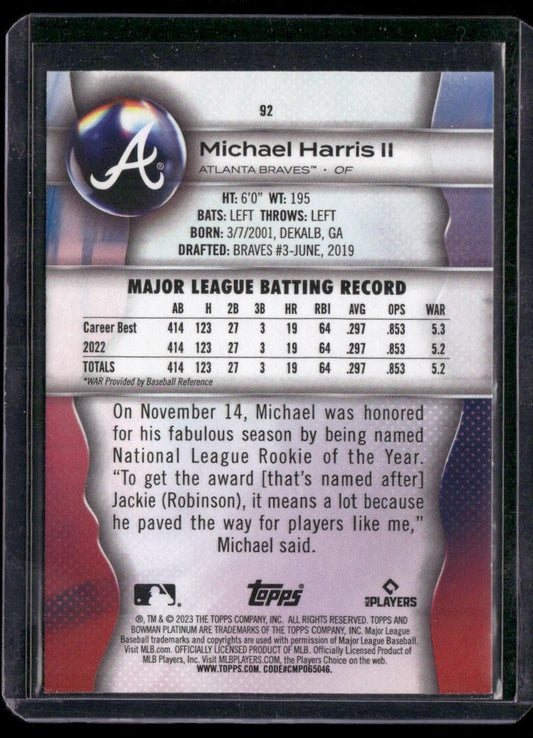 92
A®
Michael Harris II
ATLANTA BRAVES™ · OF
HT: 6'0" WT: 195
BATS: LEFT THROWS: LEFT
BORN: 3/7/2001, DEKALB, GA
DRAFTED: BRAVES #3-JUNE, 2019
MAJOR LEAGUE BATTING RECORD
AB H 2B 3B HR RBI AVG OPS WAR
Career Best 414 123 27 3 19 64 .297 .853 5.3
2022 414 123 27 3 19 64 .297 .853 5.2
TOTALS 414 123 27 3 19 64 .297 .853 5.2
*WAR Provided by Baseball Reference
On November 14, Michael was honored
for his fabulous season by being named
National League Rookie of the Year.
“To get the award [that's named after]
Jackie (Robinson), it means a lot because
he paved the way for players like me,”
Michael said.
Topps
MLB PLAYERS
®, TM & © 2023 THE TOPPS COMPANY, INC. ALL RIGHTS RESERVED. TOPPS AND
BOWMAN PLATINUM ARE TRADEMARKS OF THE TOPPS COMPANY, INC. Major League
Baseball trademarks and copyrights are used with permission of Major League Baseball.
Visit MLB.com. OFFICIALLY LICENSED PRODUCT OF MLB. Officially Licensed Product of
MLB Players, Inc. Visit MLBPLAYERS.com, the Players Choice on the web.
WWW.TOPPS.COM. CODE#CMP065046.